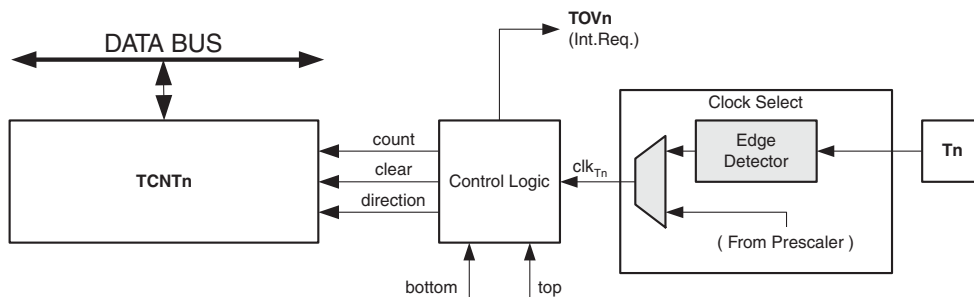 TOVn
(Int.Req.)
DATA BUS
Clock Select
count
Edge
Detector
Tn
TCNTn
clear
Control Logic
clkTn
direction
( From Prescaler )
bottom
top